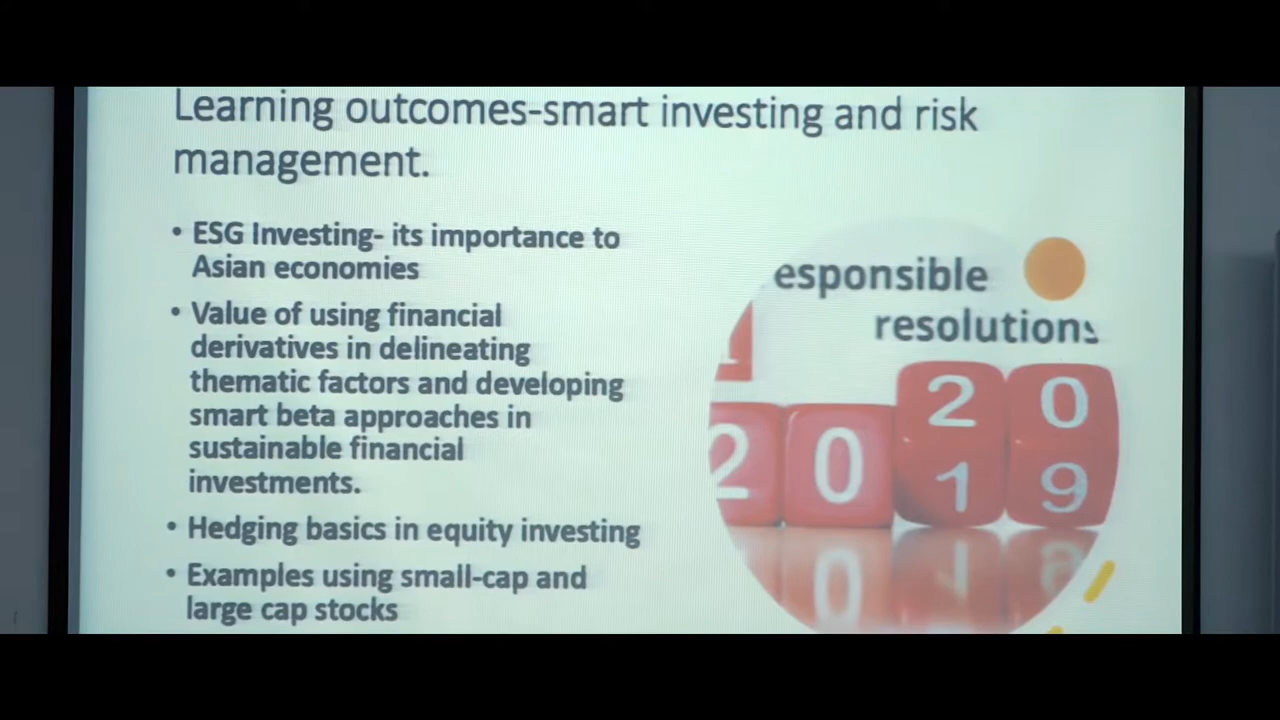 Learning outcomes-smart investing and risk
management.
• ESG Investing- its importance to
Asian economies
• Value of using financial
derivatives in delineating
thematic factors and developing
smart beta approaches in
sustainable financial
investments.
• Hedging basics in equity investing
• Examples using small-cap and
large cap stocks
esponsible
resolutions
2 0
2 0 1 9